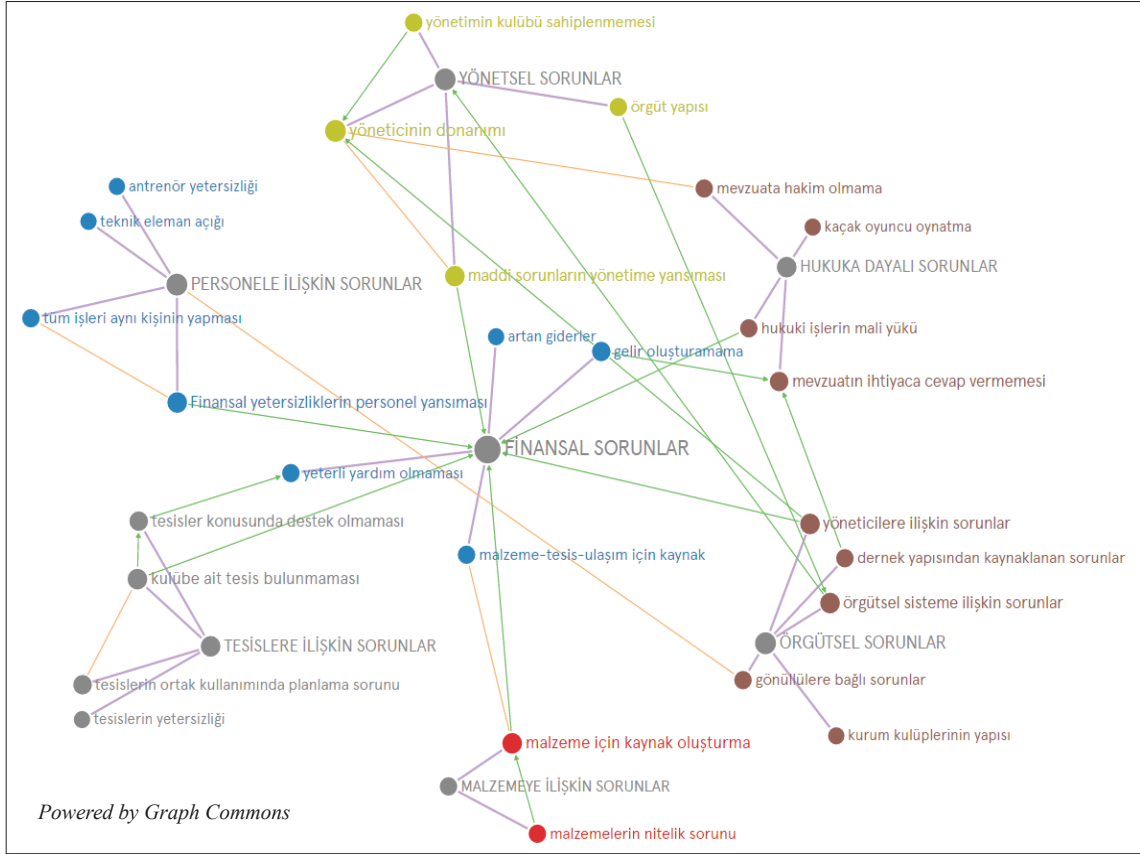 yönetimin kulübü sahiplenmemesi
YÖNETSEL SORUNLAR
örgüt yapısı
yöneticinin donanımı
antrenör yetersizliği
mevzuata hakim olmama
teknik eleman açığı
kaçak oyuncu oynatma
HUKUKA DAYALI SORUNLAR
maddi sorunların yönetime yansıması
PERSONELE İLİŞKİN SORUNLAR
tüm işleri aynı kişinin yapması
hukuki işlerin mali yükü
artan giderler
gelir oluşturamama
mevzuatın ihtiyaca cevap vermemesi
Finansal yetersizliklerin personel yansıması
FİNANSAL SORUNLAR
yeterli yardım olmaması
tesisler konusunda destek olmaması
yöneticilere ilişkin sorunlar
malzeme-tesis-ulaşım için kaynak
dernek yapısından kaynaklanan sorunlar
kulübe ait tesis bulunmaması
örgütsel sisteme ilişkin sorunlar
ÖRGÜTSEL SORUNLAR
TESİSLERE İLİŞKİN SORUNLAR
gönüllülere bağlı sorunlar
tesislerin ortak kullanımında planlama sorunu
tesislerin yetersizliği
kurum kulüplerinin yapısı
malzeme için kaynak oluşturma
MALZEMEYE İLİŞKİN SORUNLAR
Powered by Graph Commons
malzemelerin nitelik sorunu